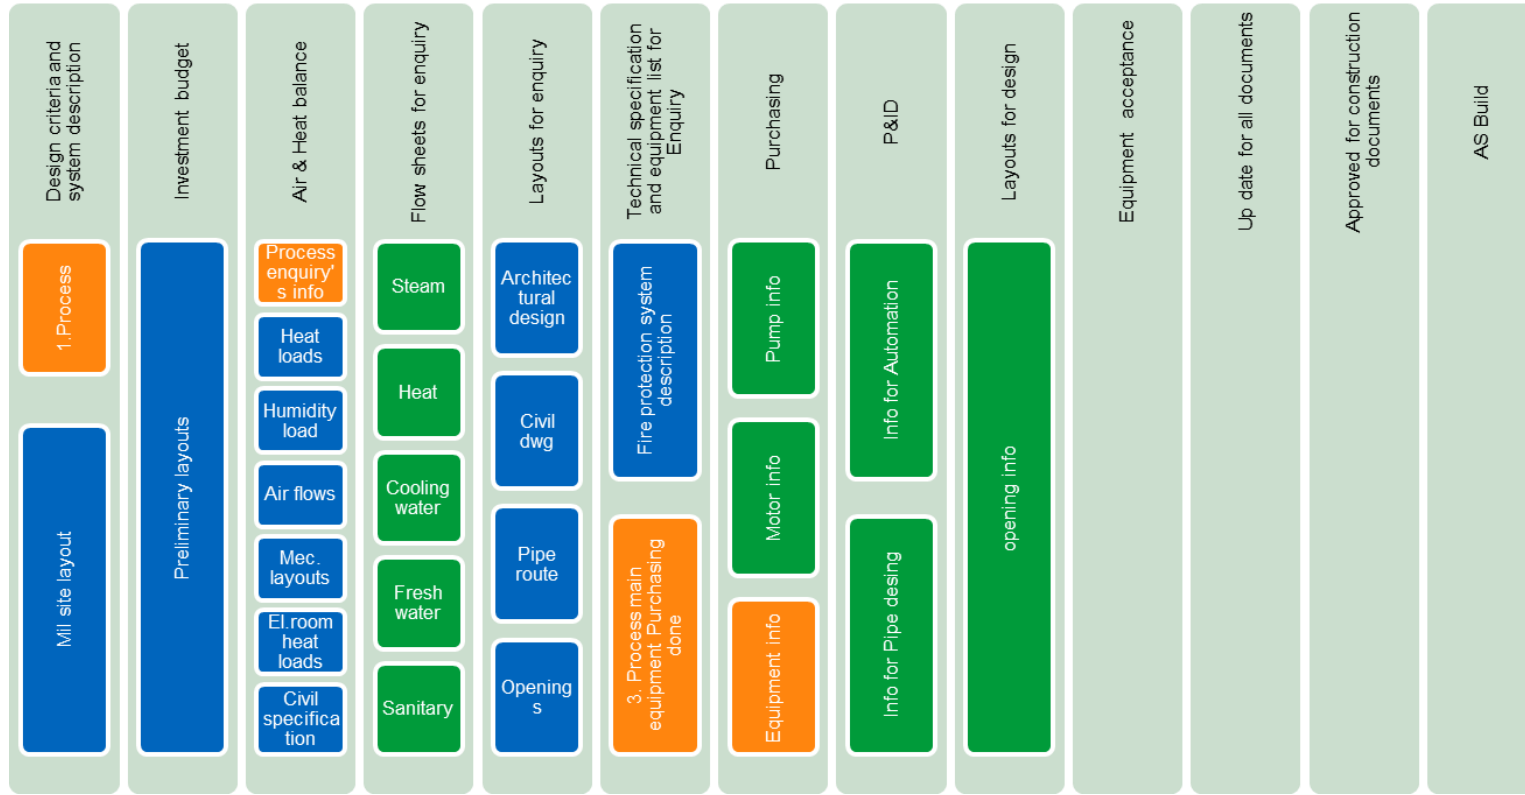 Design criteria and
system description
1.Process
Mil site layout
Investment budget
Preliminary layouts
Air & Heat balance
Process
enquiry'
s info
Heat
loads
Humidity
load
Air flows
Mec.
layouts
El.room
heat
loads
Civil
specifica
tion
Flow sheets for enquiry
Steam
Heat
Cooling
water
Fresh
water
Sanitary
Layouts for enquiry
Architec
tural
design
Civil
dwg
Pipe
route
Opening
s
Technical specification
and equipment list for
Enquiry
Fire protection system
description
3. Process main
equipment Purchasing
done
Purchasing
Pump info
Motor info
Equipment info
P&ID
Info for Automation
Info for Pipe desing
Layouts for design
opening info
Equipment acceptance
Up date for all documents
Approved for construction
documents
AS Build